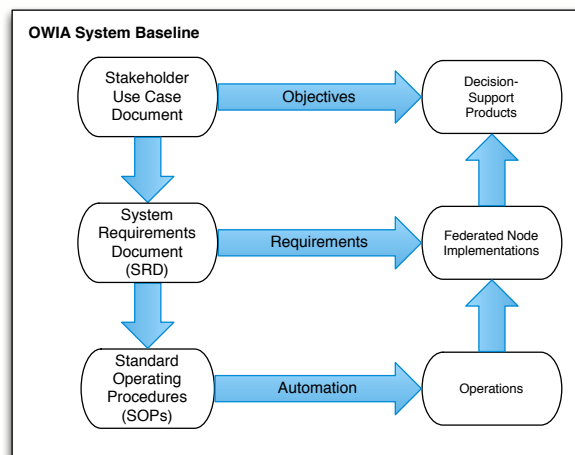 OWIA System Baseline
Stakeholder
Use Case
Document
Objectives
Decision-
Support
Products
System
Requirements
Document
(SRD)
Requirements
Federated Node
Implementations
Standard
Operating
Procedures
(SOPs)
Automation
Operations